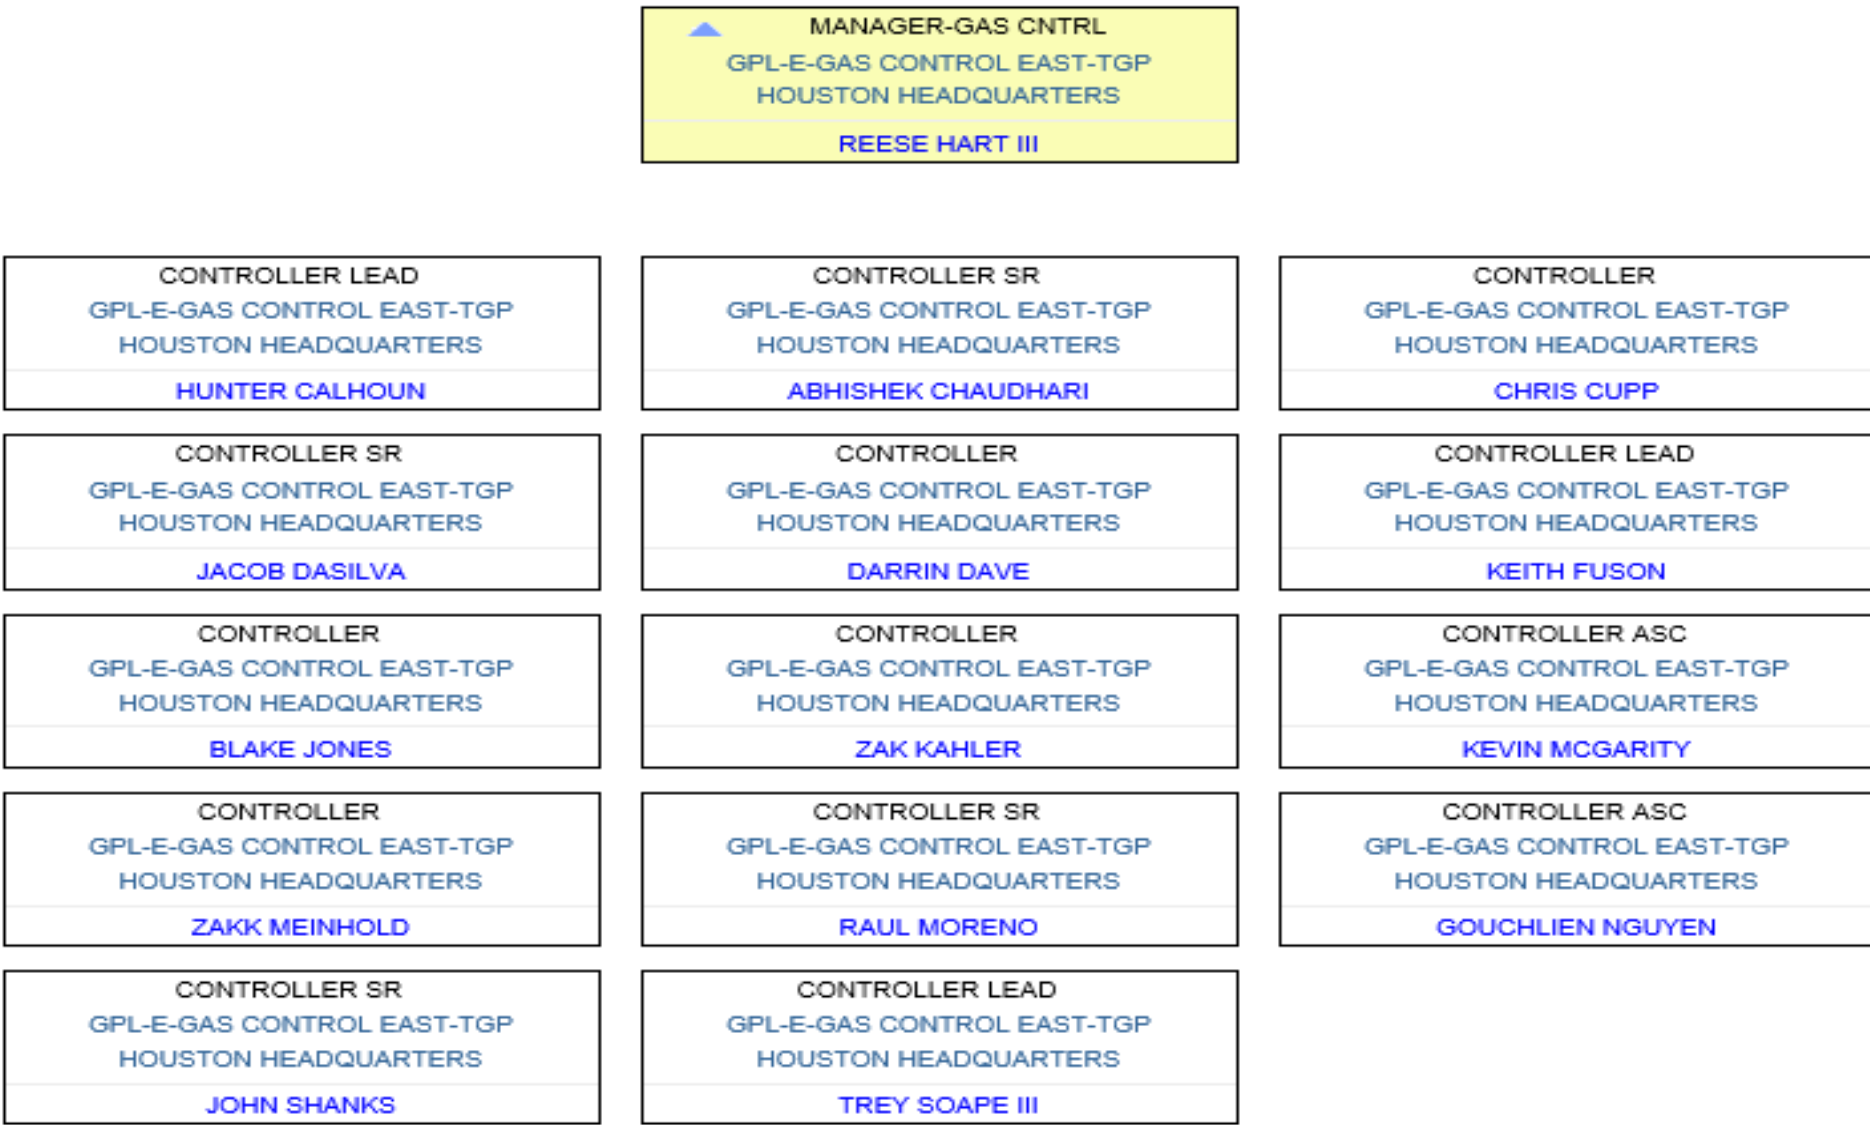 MANAGER-GAS CNTRL
GPL-E-GAS CONTROL EAST-TGP
HOUSTON HEADQUARTERS
REESE HART III
CONTROLLER LEAD
GPL-E-GAS CONTROL EAST-TGP
HOUSTON HEADQUARTERS
HUNTER CALHOUN
CONTROLLER SR
GPL-E-GAS CONTROL EAST-TGP
HOUSTON HEADQUARTERS
ABHISHEK CHAUDHARI
CONTROLLER
GPL-E-GAS CONTROL EAST-TGP
HOUSTON HEADQUARTERS
CHRIS CUPP
CONTROLLER SR
GPL-E-GAS CONTROL EAST-TGP
HOUSTON HEADQUARTERS
JACOB DASILVA
CONTROLLER
GPL-E-GAS CONTROL EAST-TGP
HOUSTON HEADQUARTERS
DARRIN DAVE
CONTROLLER LEAD
GPL-E-GAS CONTROL EAST-TGP
HOUSTON HEADQUARTERS
KEITH FUSON
CONTROLLER
GPL-E-GAS CONTROL EAST-TGP
HOUSTON HEADQUARTERS
BLAKE JONES
CONTROLLER
GPL-E-GAS CONTROL EAST-TGP
HOUSTON HEADQUARTERS
ZAK KAHLER
CONTROLLER ASC
GPL-E-GAS CONTROL EAST-TGP
HOUSTON HEADQUARTERS
KEVIN MCGARITY
CONTROLLER
GPL-E-GAS CONTROL EAST-TGP
HOUSTON HEADQUARTERS
ZAKK MEINHOLD
CONTROLLER SR
GPL-E-GAS CONTROL EAST-TGP
HOUSTON HEADQUARTERS
RAUL MORENO
CONTROLLER ASC
GPL-E-GAS CONTROL EAST-TGP
HOUSTON HEADQUARTERS
GOUCHLIEN NGUYEN
CONTROLLER SR
GPL-E-GAS CONTROL EAST-TGP
HOUSTON HEADQUARTERS
JOHN SHANKS
CONTROLLER LEAD
GPL-E-GAS CONTROL EAST-TGP
HOUSTON HEADQUARTERS
TREY SOAPE III